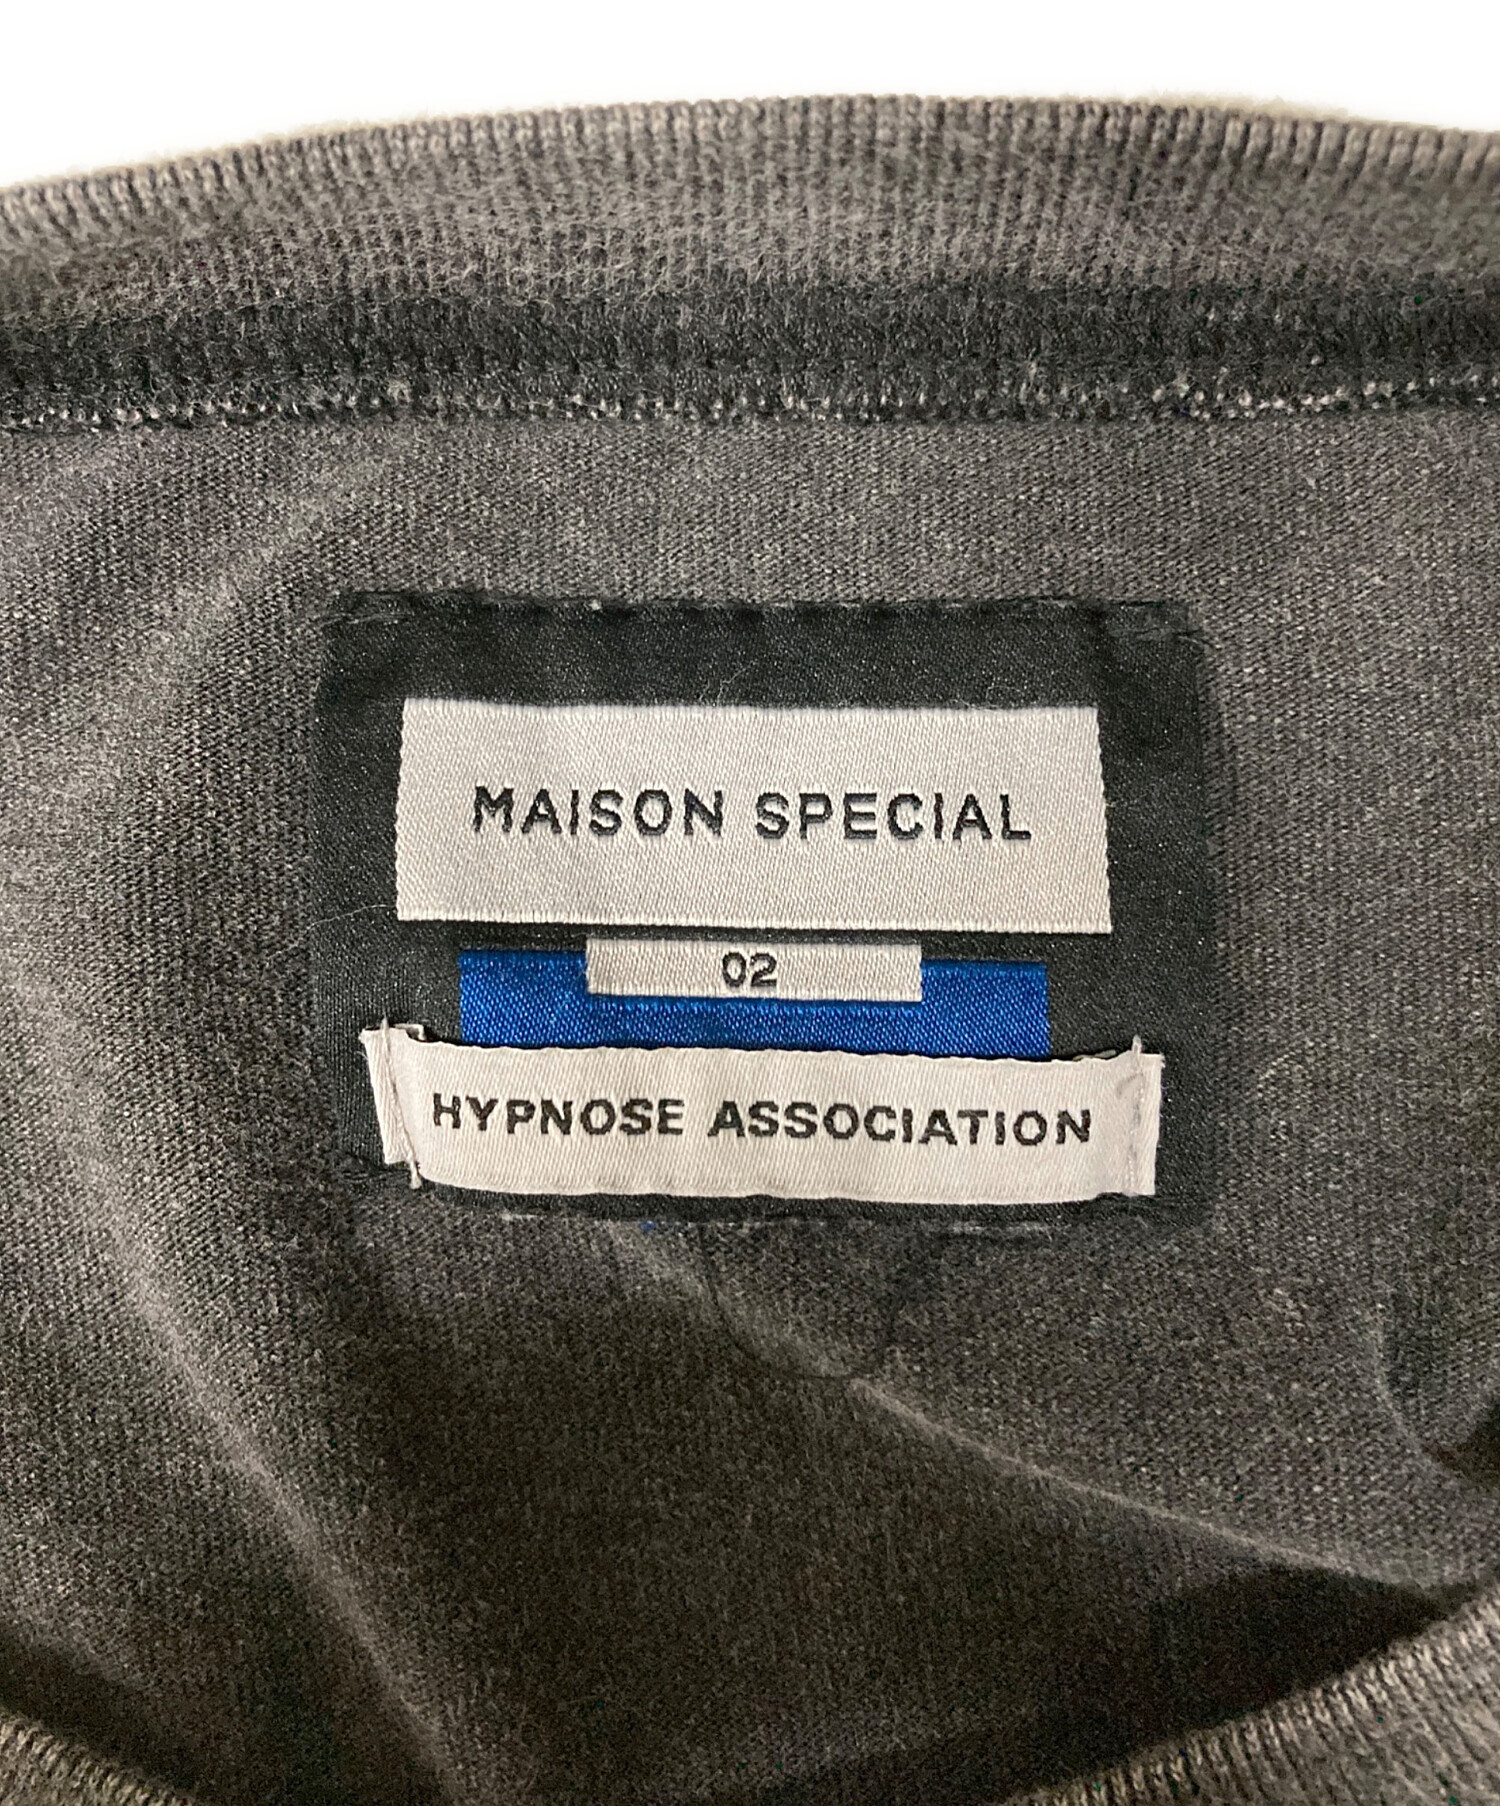 MAISON SPECIAL
02
HYPNOSE ASSOCIATION